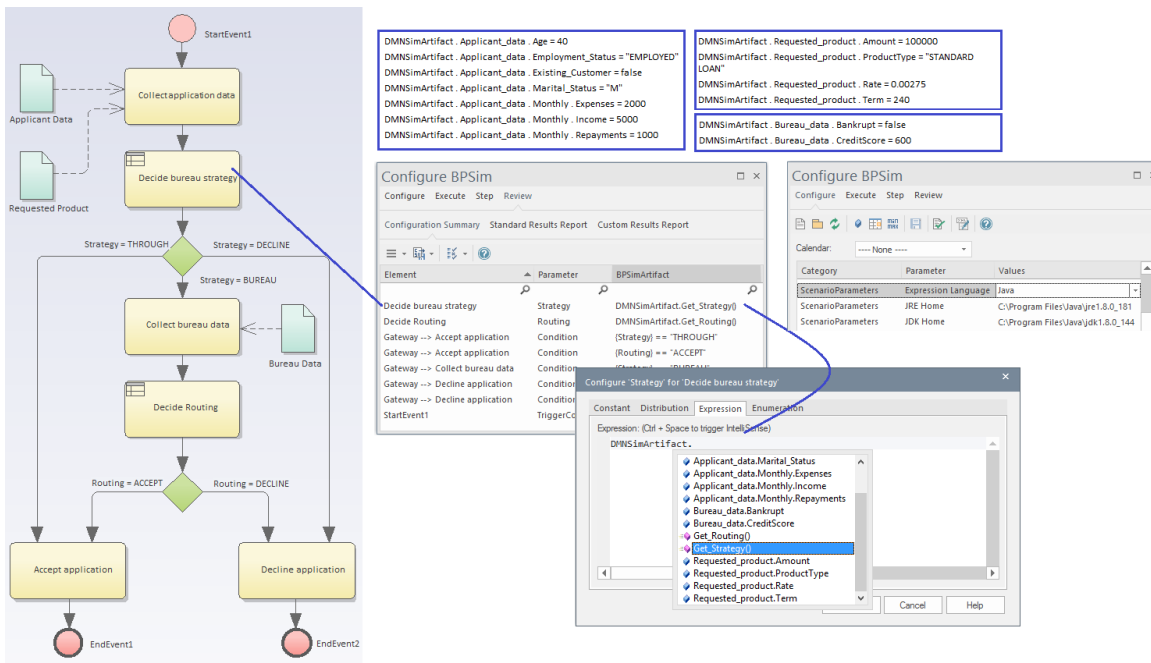 StartEvent1
Collect application data
Applicant Data
Requested Product
Decide bureau strategy
Strategy = THROUGH
Strategy = DECLINE
Strategy = BUREAU
Collect bureau data
Bureau Data
Decide Routing
Routing = ACCEPT
Routing = DECLINE
Accept application
Decline application
EndEvent1
EndEvent2
DMNSimArtifact . Applicant_data . Age = 40
DMNSimArtifact . Applicant_data . Employment_Status = "EMPLOYED"
DMNSimArtifact . Applicant_data . Existing_Customer = false
DMNSimArtifact . Applicant_data . Marital_Status = "M"
DMNSimArtifact . Applicant_data . Monthly . Expenses = 2000
DMNSimArtifact . Applicant_data . Monthly . Income = 5000
DMNSimArtifact . Applicant_data . Monthly . Repayments = 1000
DMNSimArtifact . Requested_product . Amount = 100000
DMNSimArtifact . Requested_product . ProductType = "STANDARD
LOAN"
DMNSimArtifact . Requested_product . Rate = 0.00275
DMNSimArtifact . Requested_product . Term = 240
DMNSimArtifact . Bureau_data . Bankrupt = false
DMNSimArtifact . Bureau_data . CreditScore = 600
Configure BPSim
Configure Execute Step Review
Configuration Summary Standard Results Report Custom Results Report
Element Parameter BPSimArtifact
Decide bureau strategy Strategy DMNSimArtifact.Get_Strategy()
Decide Routing Routing DMNSimArtifact.Get_Routing()
Gateway --> Accept application Condition {Strategy} == "THROUGH"
Gateway --> Accept application Condition {Routing} == "ACCEPT"
Gateway --> Collect bureau data Condition
Gateway --> Decline application Condition
Gateway --> Decline application Condition
StartEvent1 TriggerCo
Configure BPSim
Configure Execute Step Review
Calendar: ---- None ----
Category Parameter Values
ScenarioParameters Expression Language Java
ScenarioParameters JRE Home C:\Program Files\Java\jre1.8.0_181
ScenarioParameters JDK Home C:\Program Files\Java\jdk1.8.0_144
Configure 'Strategy' for 'Decide bureau strategy'
Constant Distribution Expression Enumeration
Expression: (Ctrl + Space to trigger IntelliSense)
DMNSimArtifact.
Applicant_data.Marital_Status
Applicant_data.Monthly.Expenses
Applicant_data.Monthly.Income
Applicant_data.Monthly.Repayments
Bureau_data.Bankrupt
Bureau_data.CreditScore
Get_Routing()
Get_Strategy()
Requested_product.Amount
Requested_product.ProductType
Requested_product.Rate
Requested_product.Term
Cancel Help